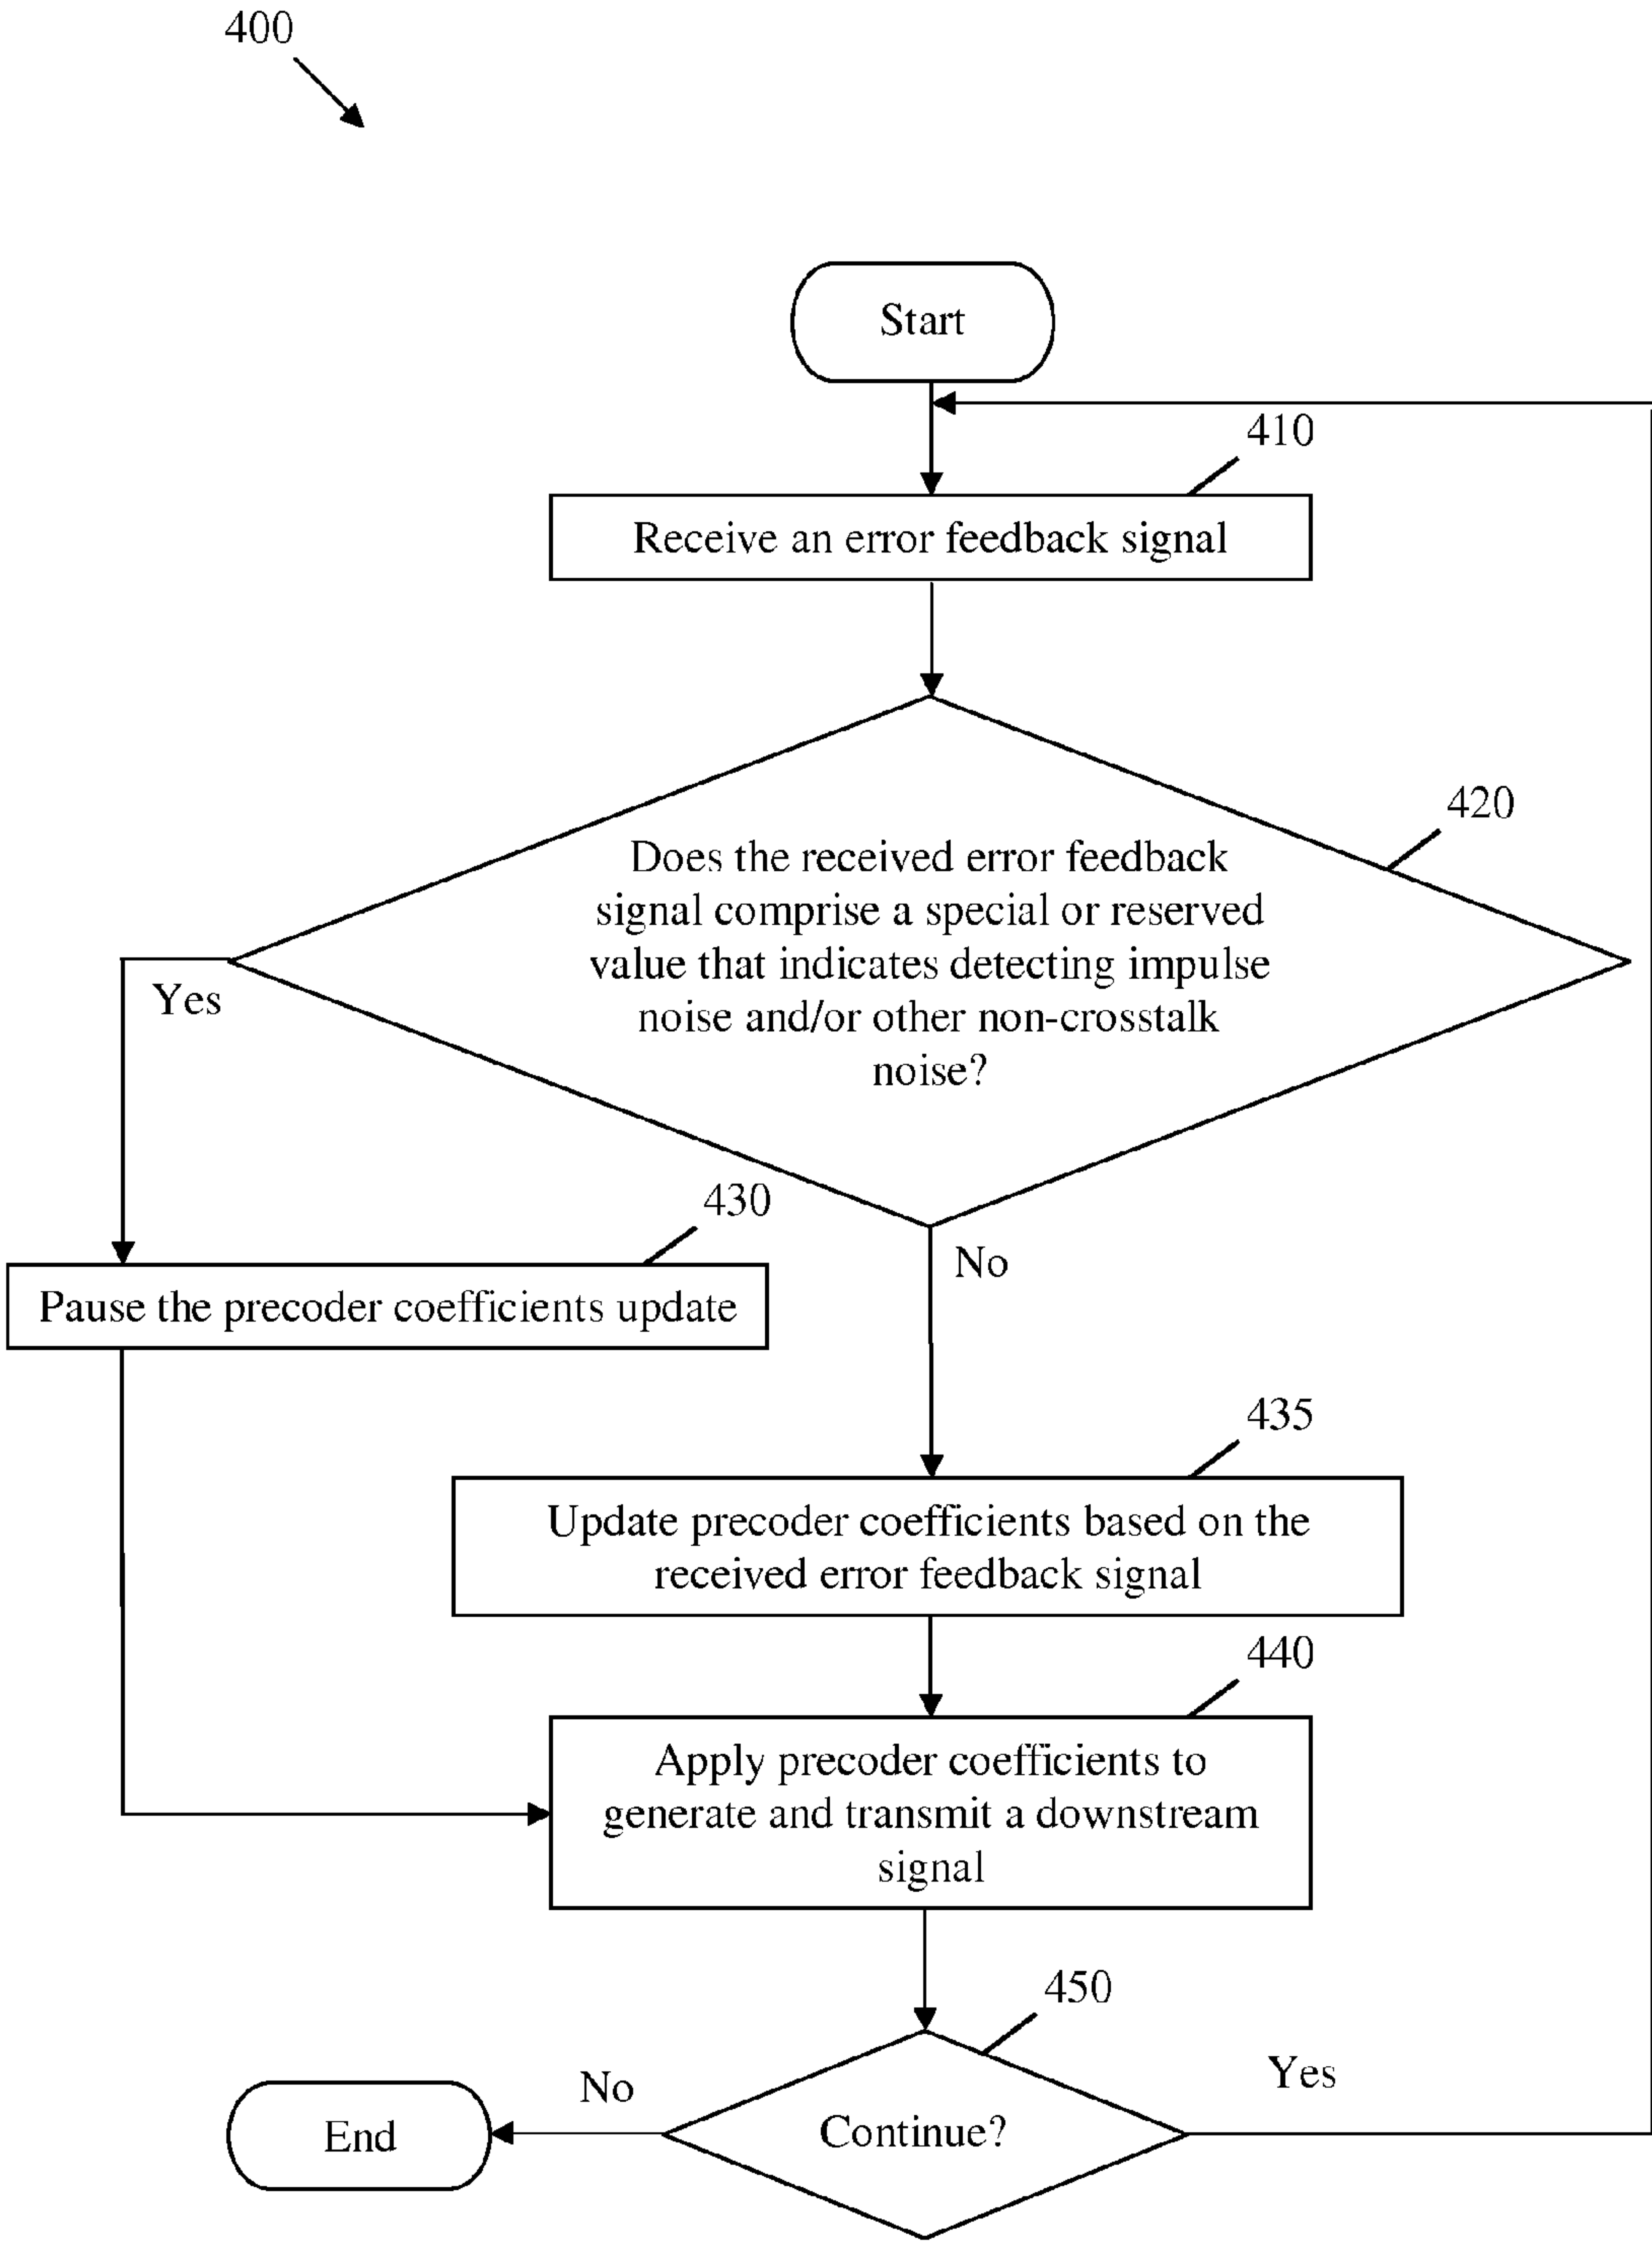 400
Start
410
Receive an error feedback signal
420
Does the received error feedback
signal comprise a special or reserved
value that indicates detecting impulse
noise and/or other non-crosstalk
noise?
Yes
430
No
Pause the precoder coefficients update
435
Update precoder coefficients based on the
received error feedback signal
440
Apply precoder coefficients to
generate and transmit a downstream
signal
450
No
Yes
End
Continue?